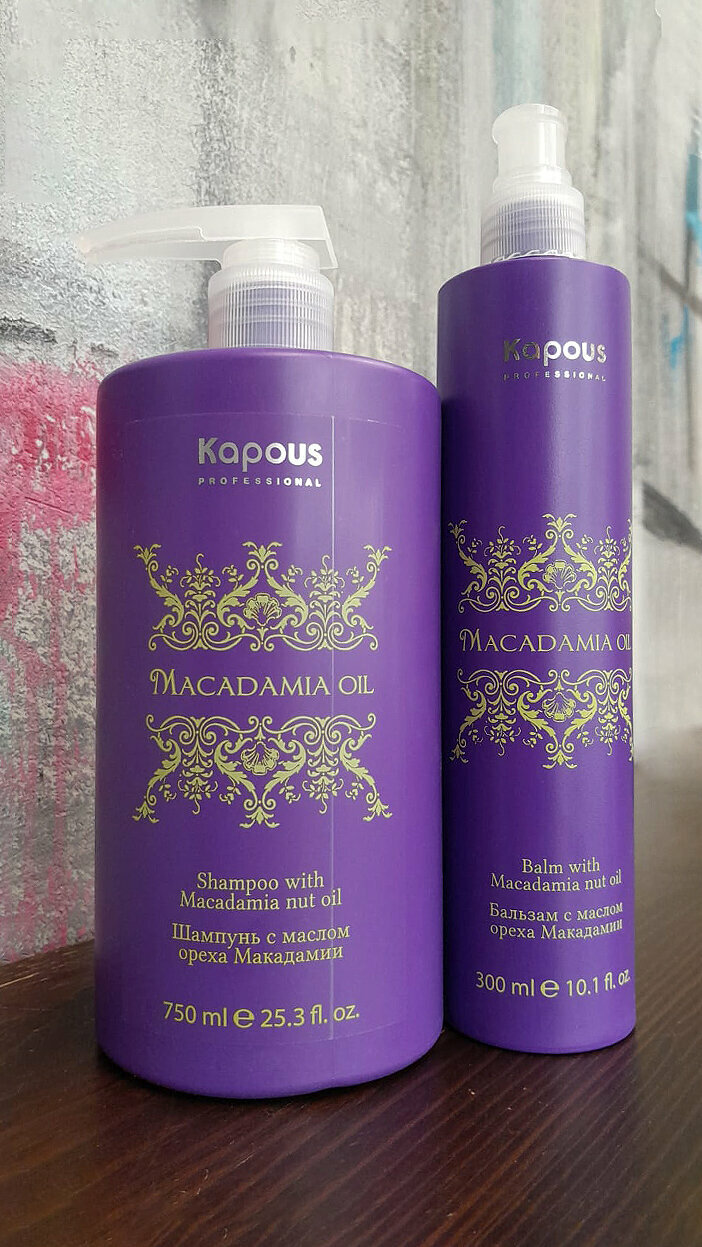 Kapous
PROFESSIONAL
MACADAMIA OIL
Shampoo with
Macadamia nut oil
Шампунь с маслом
ореха Макадамии
750 ml ℮ 25.3 fl. oz.
Kapous
PROFESSIONAL
MACADAMIA OIL
Balm with
Macadamia nut oil
Бальзам с маслом
ореха Макадамии
300 ml ℮ 10.1 fl. oz.